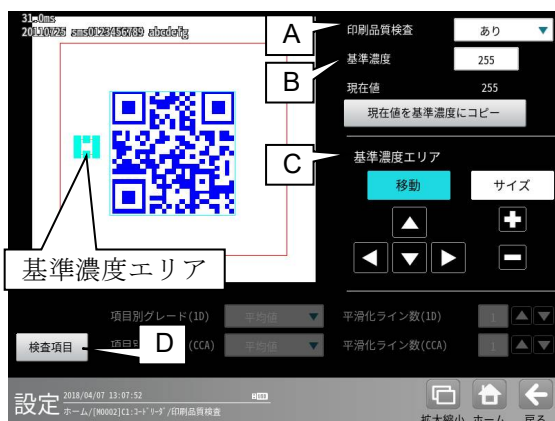 31.0ms
20110725 sms0123456789 abcdefg
A
印刷品質検査
あり
B
基準濃度
255
現在値
255
現在値を基準濃度にコピー
C
基準濃度エリア
移動
サイズ
基準濃度エリア
項目別グレード(1D)
平均値
平滑化ライン数(1D)
1
検査項目
D
(CCA)
平均値
平滑化ライン数(CCA)
1
設定
2018/04/07 13:07:52
ホーム/[M0002]C1:コードリーダ/印刷品質検査
拡大縮小
ホーム
戻る